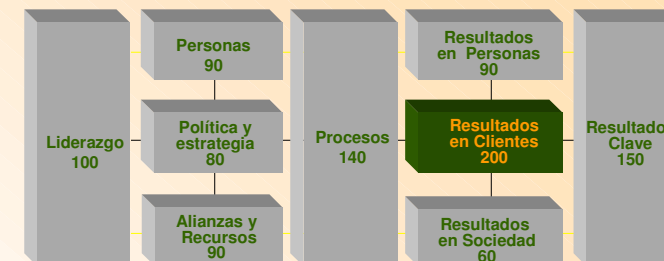 Liderazgo
100
Personas
90
Política y
estrategia
80
Alianzas y
Recursos
90
Procesos
140
Resultados
en Personas
90
Resultados
en Clientes
200
Resultados
en Sociedad
60
Resultado
Clave
150